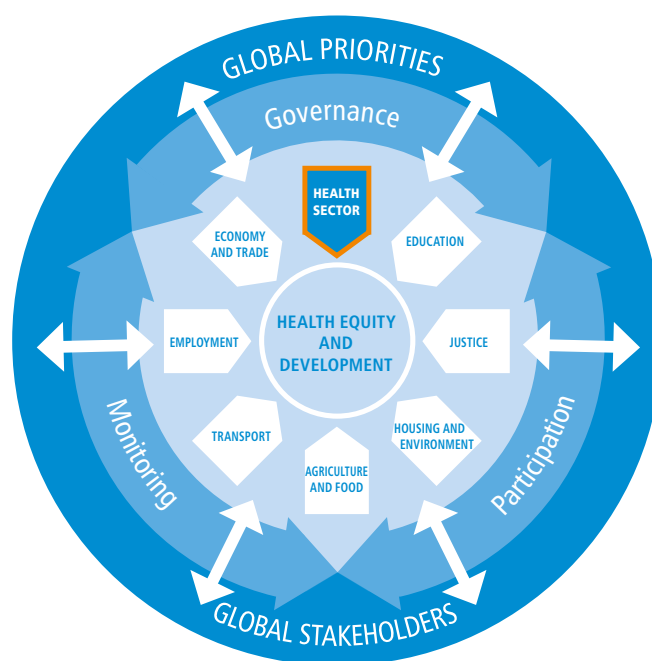 GLOBAL PRIORITIES
Governance
HEALTH
SECTOR
ECONOMY
AND TRADE
EDUCATION
EMPLOYMENT
HEALTH EQUITY
AND
DEVELOPMENT
JUSTICE
TRANSPORT
HOUSING AND
ENVIRONMENT
AGRICULTURE
AND FOOD
Monitoring
Participation
GLOBAL STAKEHOLDERS